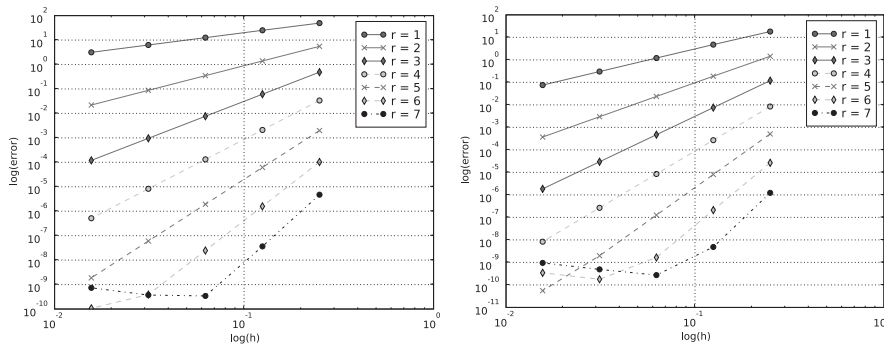 10^2
10^1
10^0
10^-1
10^-2
10^-3
10^-4
10^-5
10^-6
10^-7
10^-8
10^-9
10^-10
log(error)
10^-2
10^-1
10^0
log(h)
r = 1
r = 2
r = 3
r = 4
r = 5
r = 6
r = 7
10^2
10^1
10^0
10^-1
10^-2
10^-3
10^-4
10^-5
10^-6
10^-7
10^-8
10^-9
10^-10
10^-11
log(error)
10^-2
10^-1
10
log(h)
r = 1
r = 2
r = 3
r = 4
r = 5
r = 6
r = 7